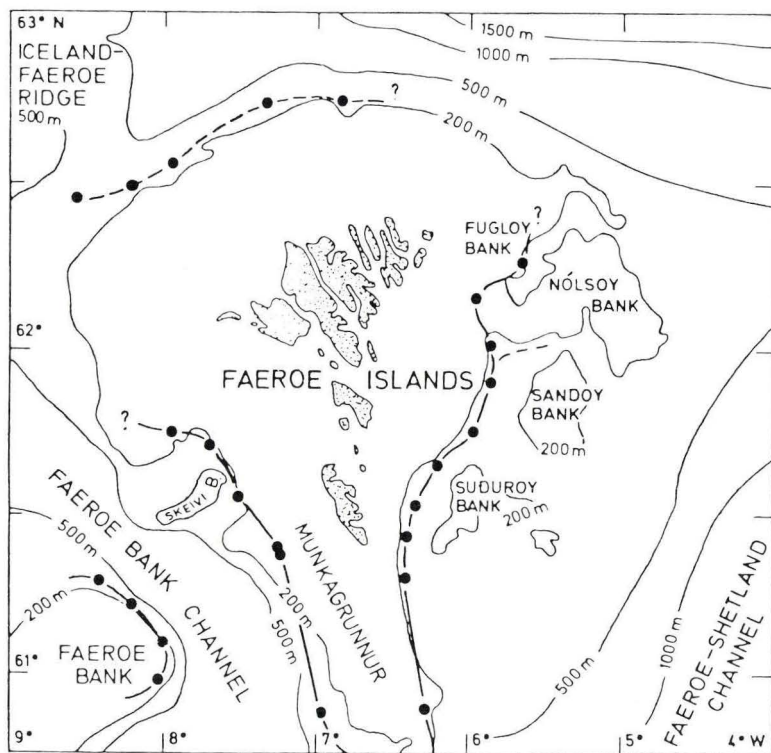 63° N
ICELAND-
FAEROE
RIDGE
500 m
1500 m
1000 m
500 m
200 m
?
?
FUGLOY
BANK
NÓLSOY
BANK
62°
FAEROE ISLANDS
SANDOY
BANK
200 m
?
SKEIVI B
SUDUROY
BANK
200 m
FAEROE BANK
CHANNEL
500 m
200 m
MUNKAGRUNNUR
200 m
500 m
61°
FAEROE
BANK
500 m
1000 m
FAEROE-SHETLAND
CHANNEL
9°
8°
7°
6°
5°
4° W